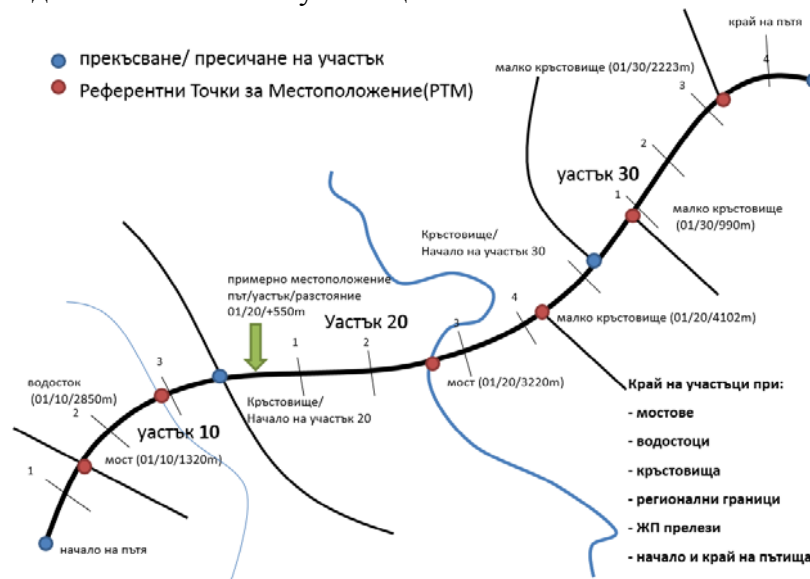 прекъсване/ пресичане на участък
Референтни Точки за Местоположение(РТМ)
край на пътя
4
малко кръстовище (01/30/2223m)
3
2
уастък 30
1
малко кръстовище
(01/30/990m)
Кръстовище/
Начало на участък 30
примерно местоположение
път/уастък/разстояние
01/20/+550m
Уастък 20
4
3
малко кръстовище (01/20/4102m)
1
2
3
мост (01/20/3220m)
водосток
(01/10/2850m)
Кръстовище/
Начало на участък 20
2
уастък 10
мост (01/10/1320m)
1
начало на пътя
Край на участъци при:
- мостове
- водостоци
- кръстовища
- регионални граници
- ЖП прелези
- начало и край на пътища